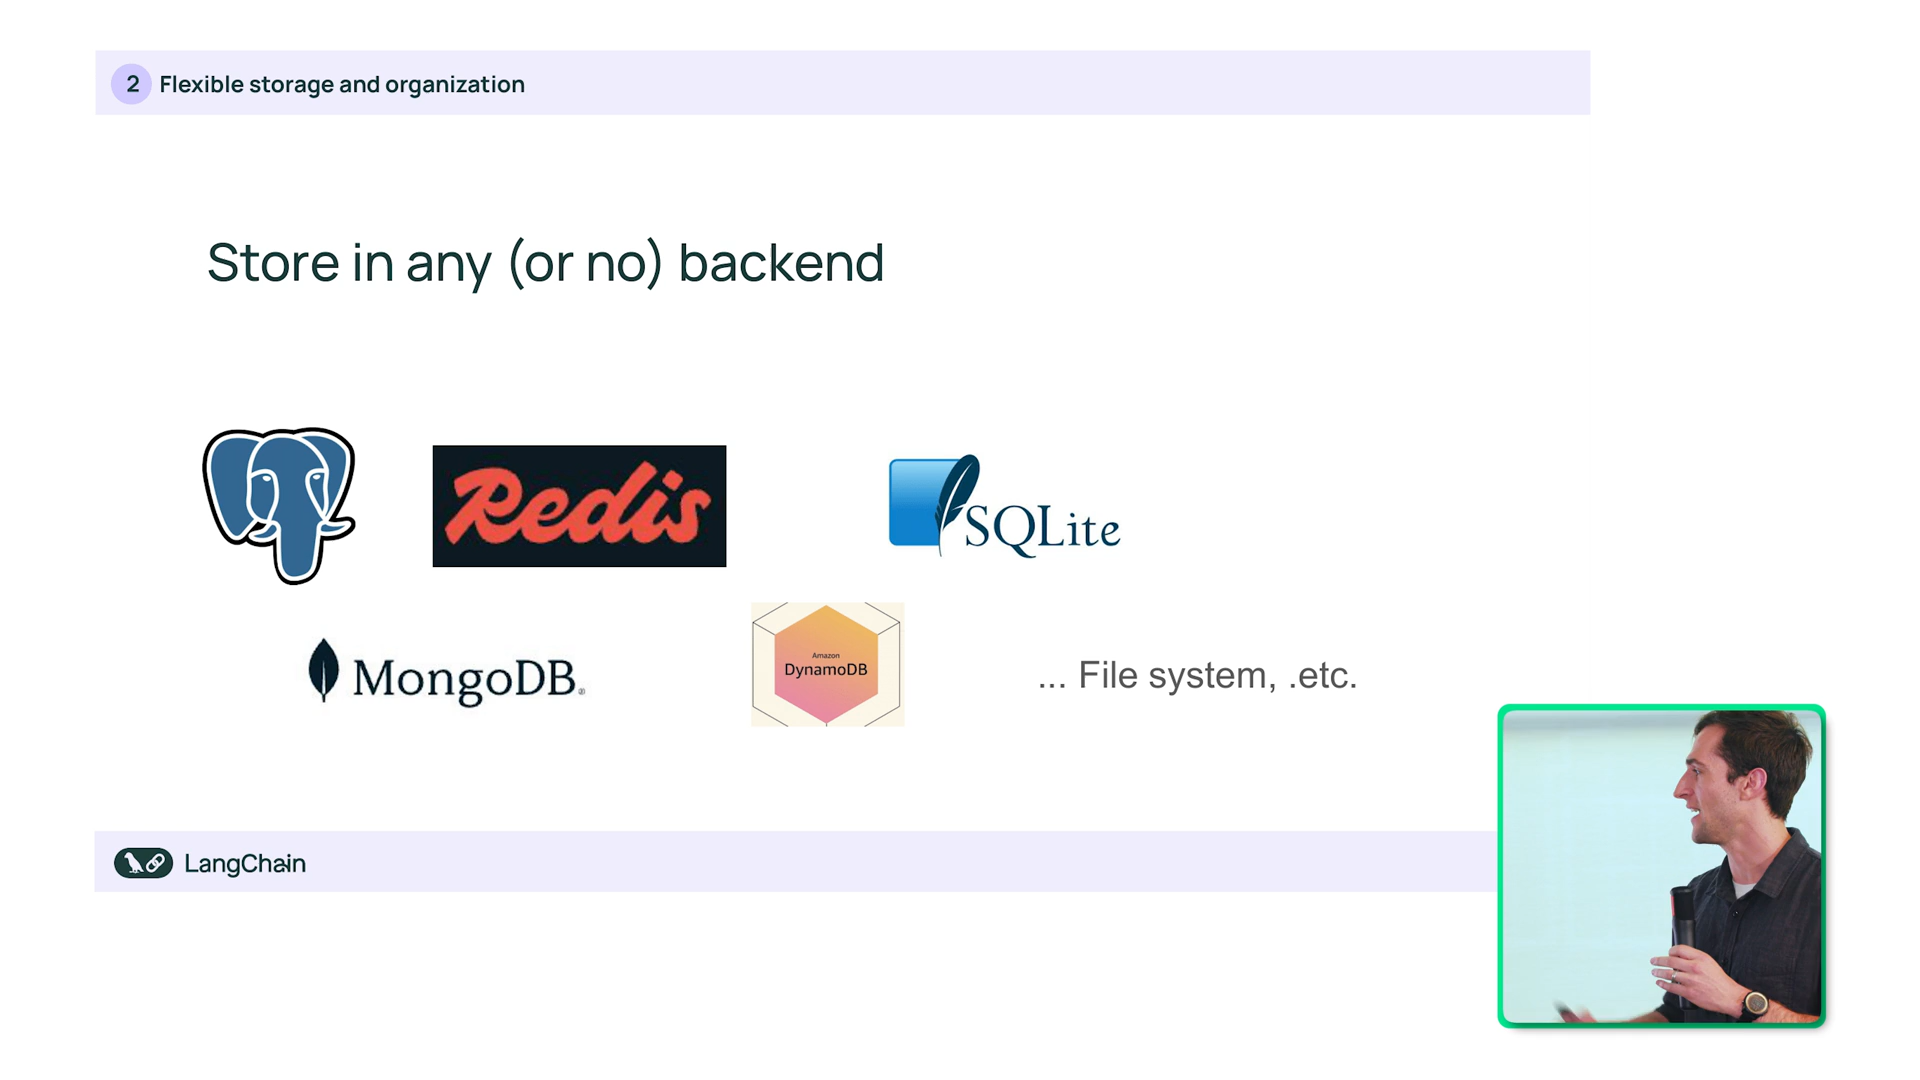 2 Flexible storage and organization
Store in any (or no) backend
Redis
SQLite
MongoDB®
Amazon
DynamoDB
... File system, .etc.
LangChain